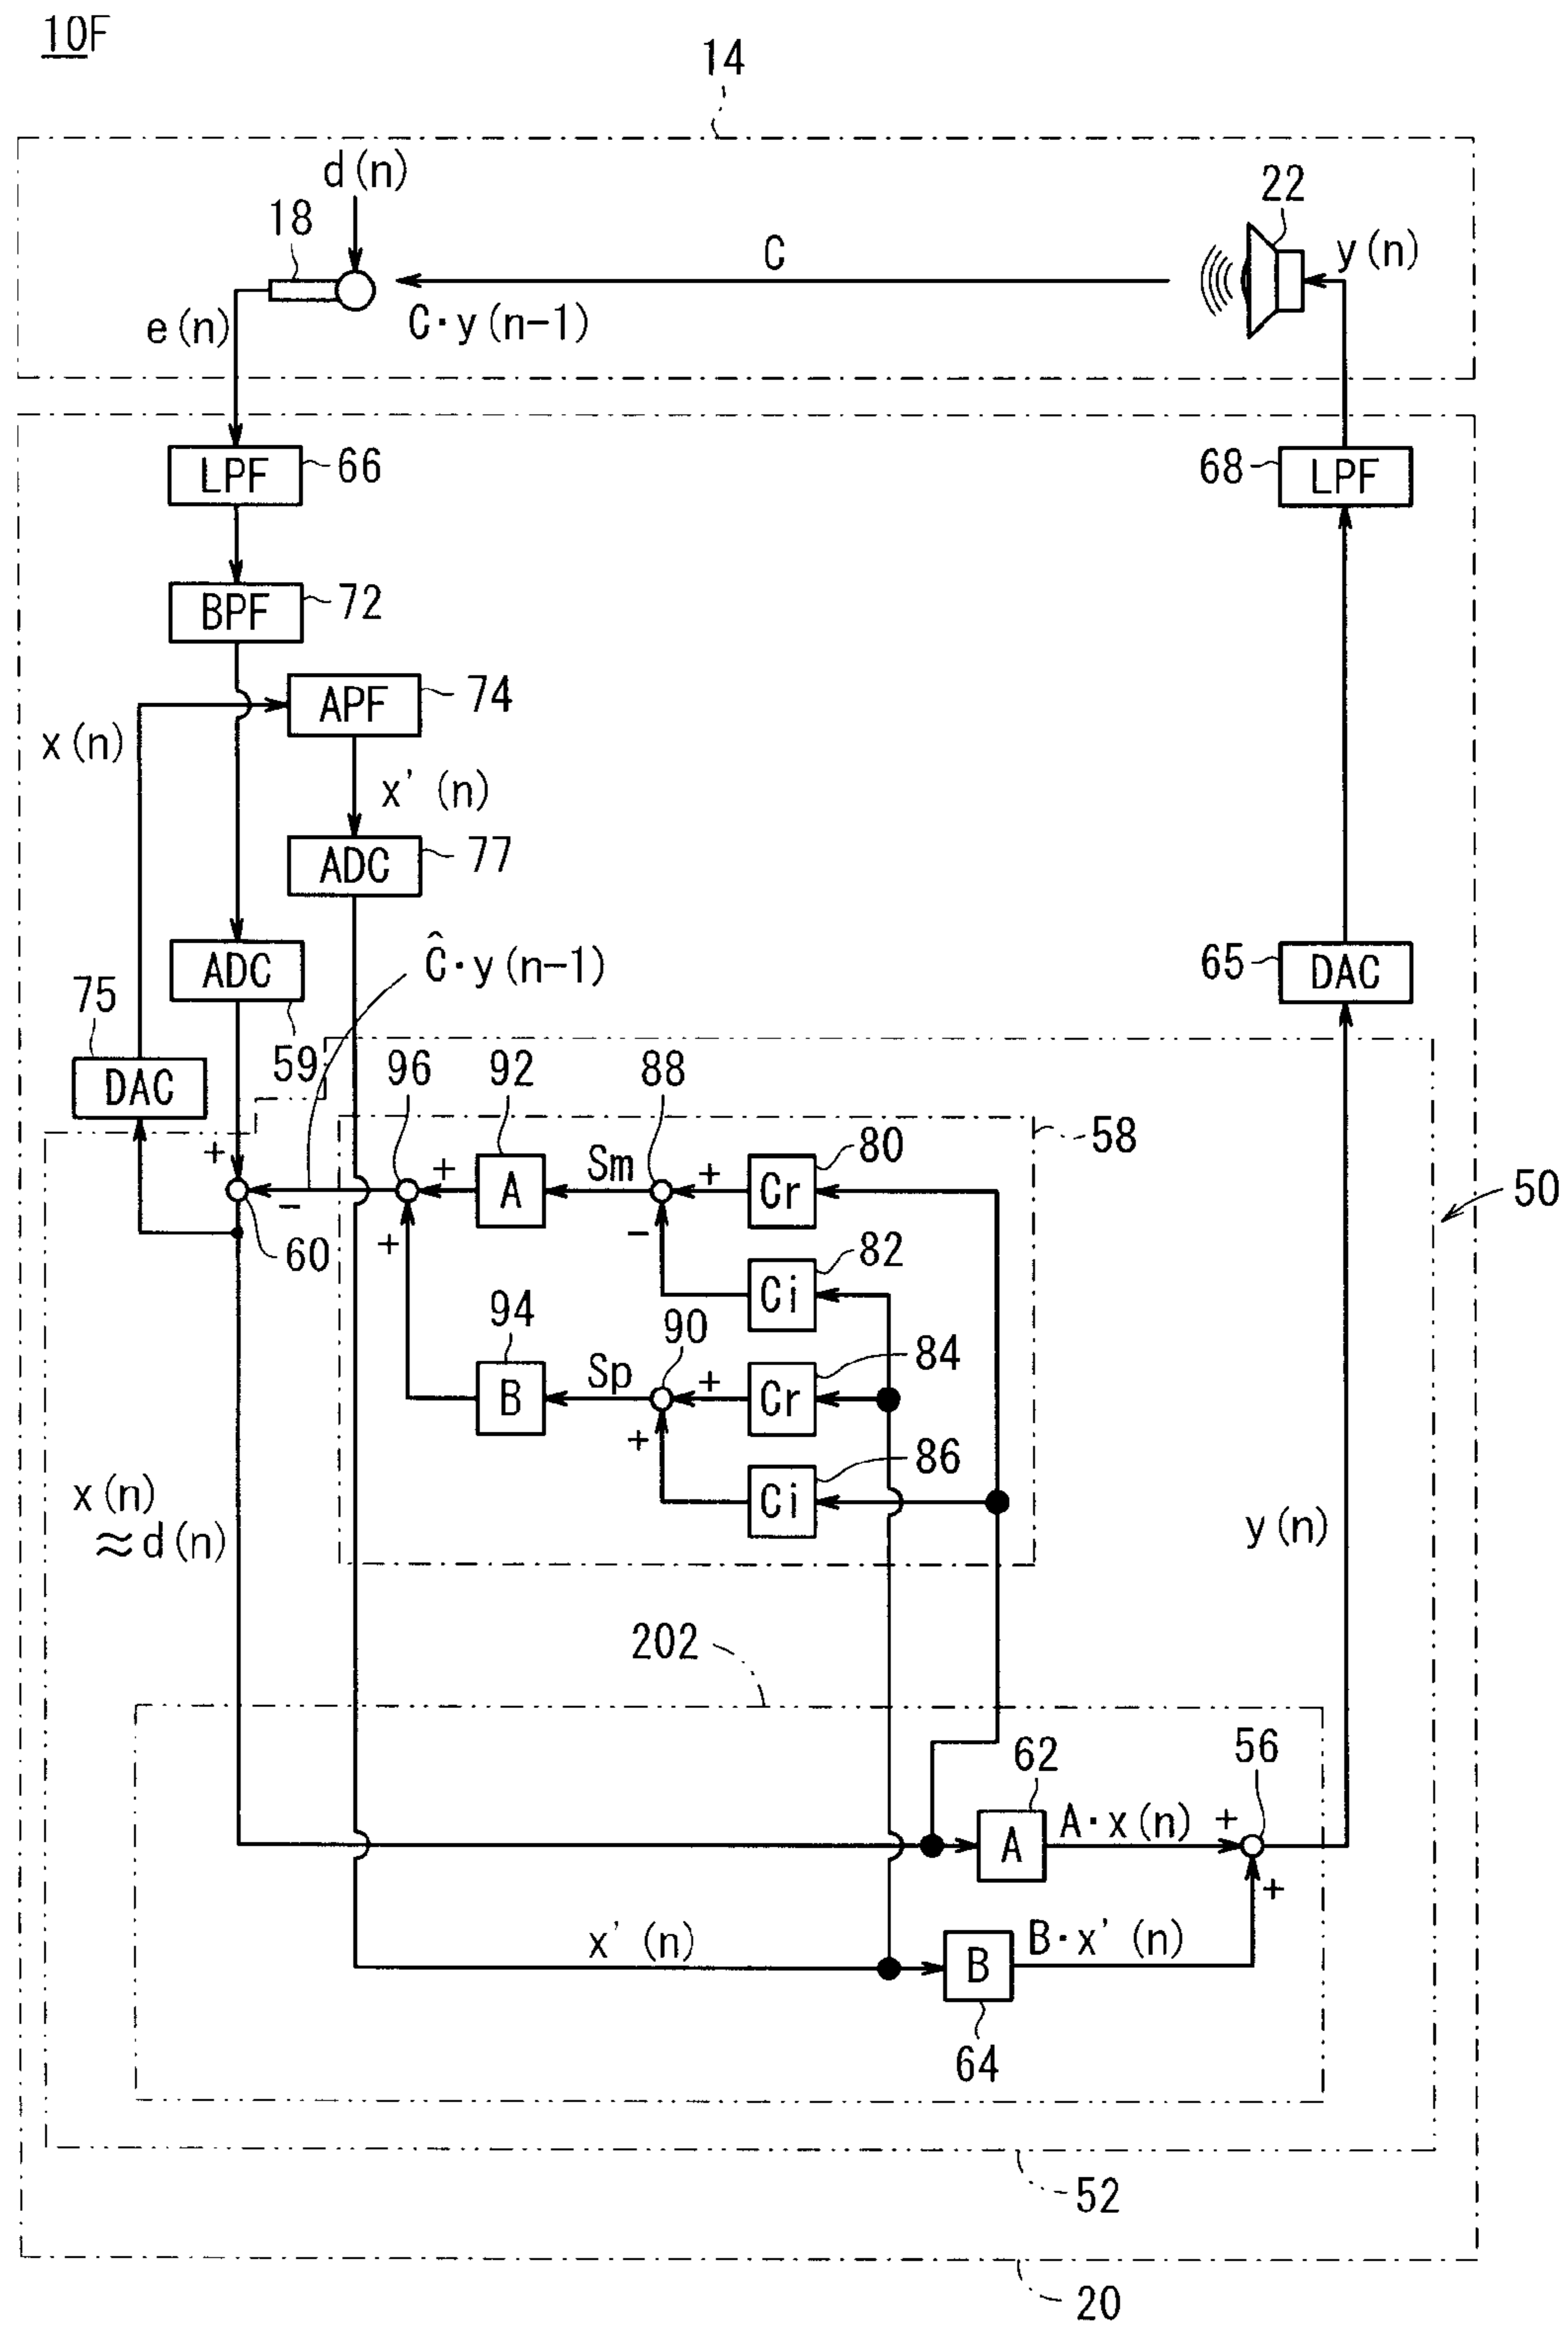 10F
14
d(n)
18
22
C
y(n)
C・y(n−1)
e(n)
LPF
66
68
LPF
BPF
72
APF
74
x(n)
x'(n)
ADC
77
Ĉ・y(n−1)
ADC
65
DAC
75
59
DAC
96
92
88
58
80
+
+
A
Sm
+
Cr
50
−
60
+
−
82
Ci
94
90
84
B
Sp
+
Cr
+
86
Ci
x(n)
≈d(n)
y(n)
202
62
56
A
A・x(n)
+
+
x'(n)
B
B・x'(n)
64
52
20